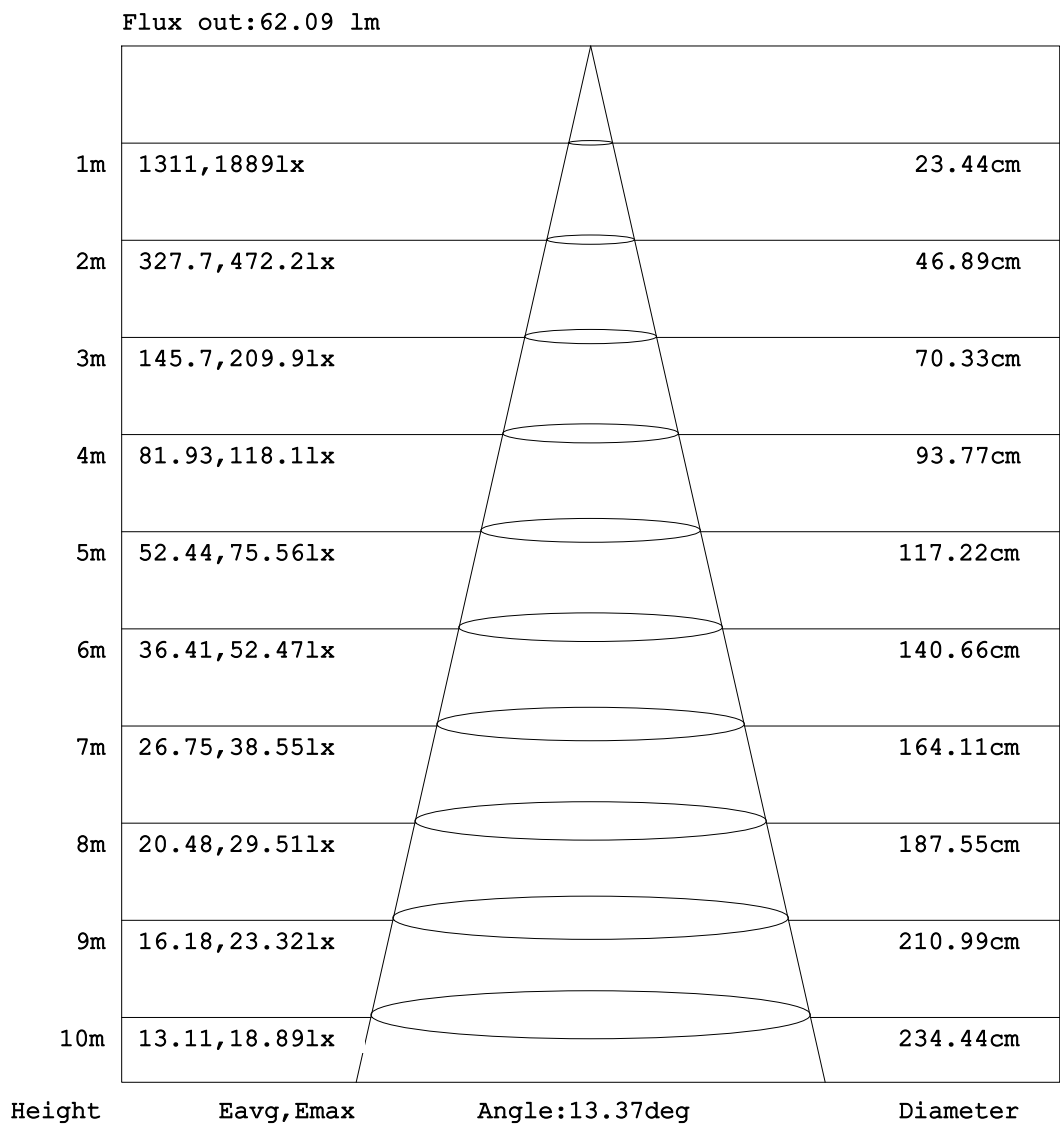 Flux out:62.09 lm
1m 1311,1889lx 23.44cm
2m 327.7,472.2lx 46.89cm
3m 145.7,209.9lx 70.33cm
4m 81.93,118.1lx 93.77cm
5m 52.44,75.56lx 117.22cm
6m 36.41,52.47lx 140.66cm
7m 26.75,38.55lx 164.11cm
8m 20.48,29.51lx 187.55cm
9m 16.18,23.32lx 210.99cm
10m 13.11,18.89lx 234.44cm
Height Eavg,Emax Angle:13.37deg Diameter